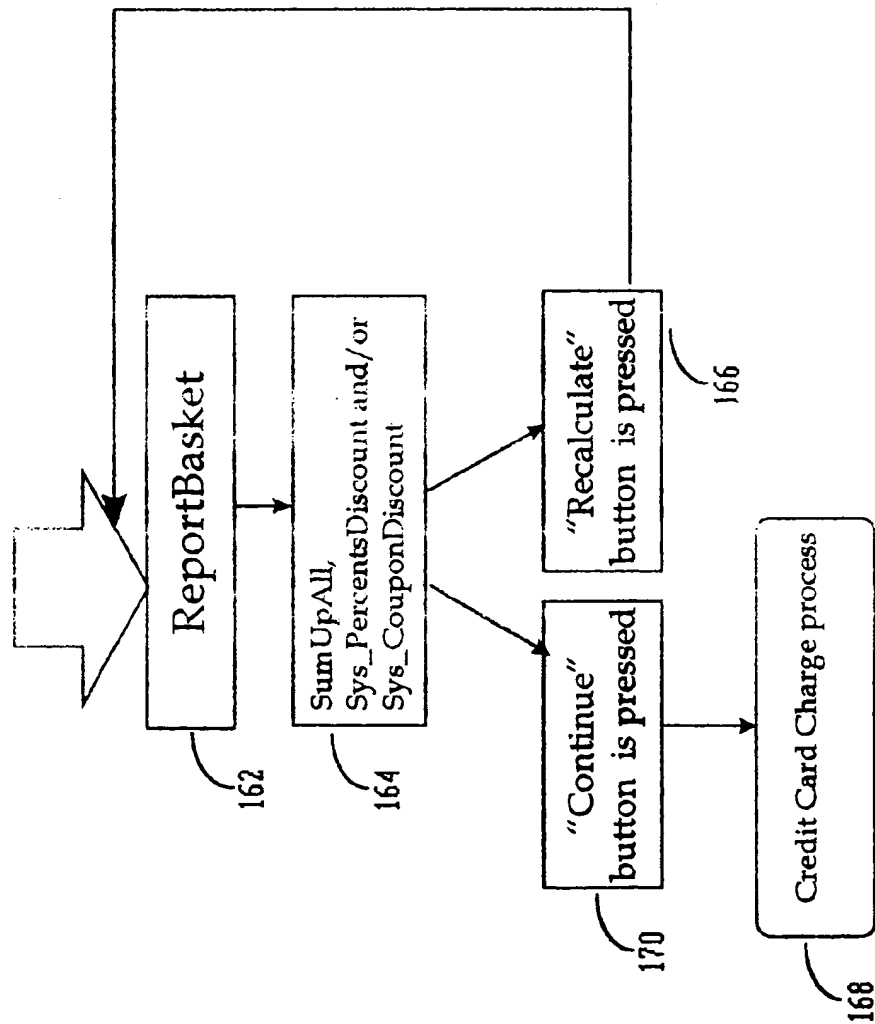 ReportBasket
162
SumUpAll,
Sys_PercentsDiscount and/or
Sys_CouponDiscount
164
"Continue"
button is pressed
170
"Recalculate"
button is pressed
166
Credit Card Charge process
168